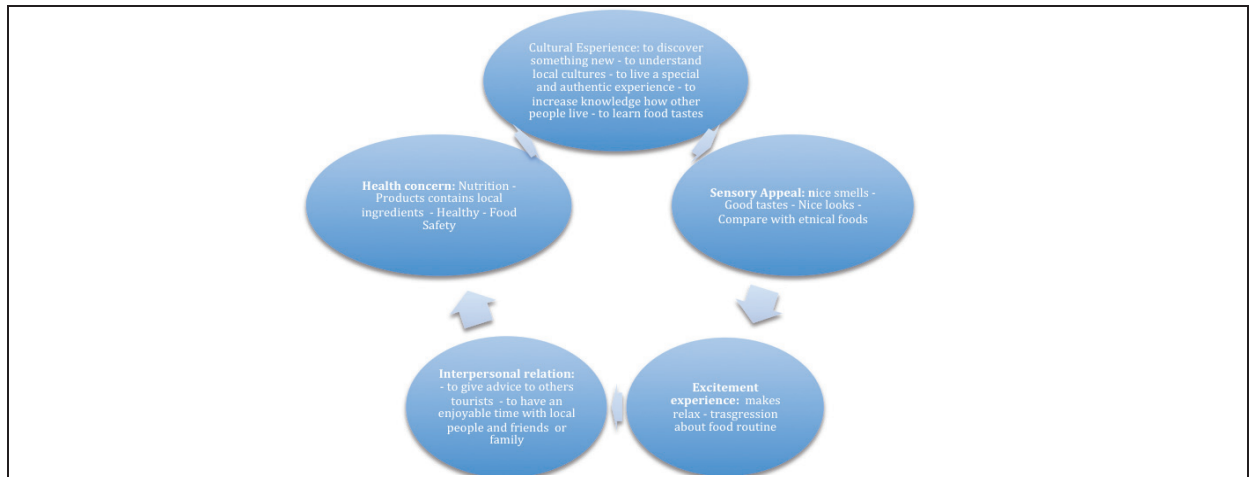 Cultural Esperience: to discover
something new - to understand
local cultures - to live a special
and authentic experience - to
increase knowledge how other
people live - to learn food tastes
Health concern: Nutrition -
Products contains local
ingredients - Healthy - Food
Safety
Sensory Appeal: nice smells -
Good tastes - Nice looks -
Compare with etnical foods
Interpersonal relation:
- to give advice to others
tourists - to have an
enjoyable time with local
people and friends or
family
Excitement
experience: makes
relax - trasgression
about food routine